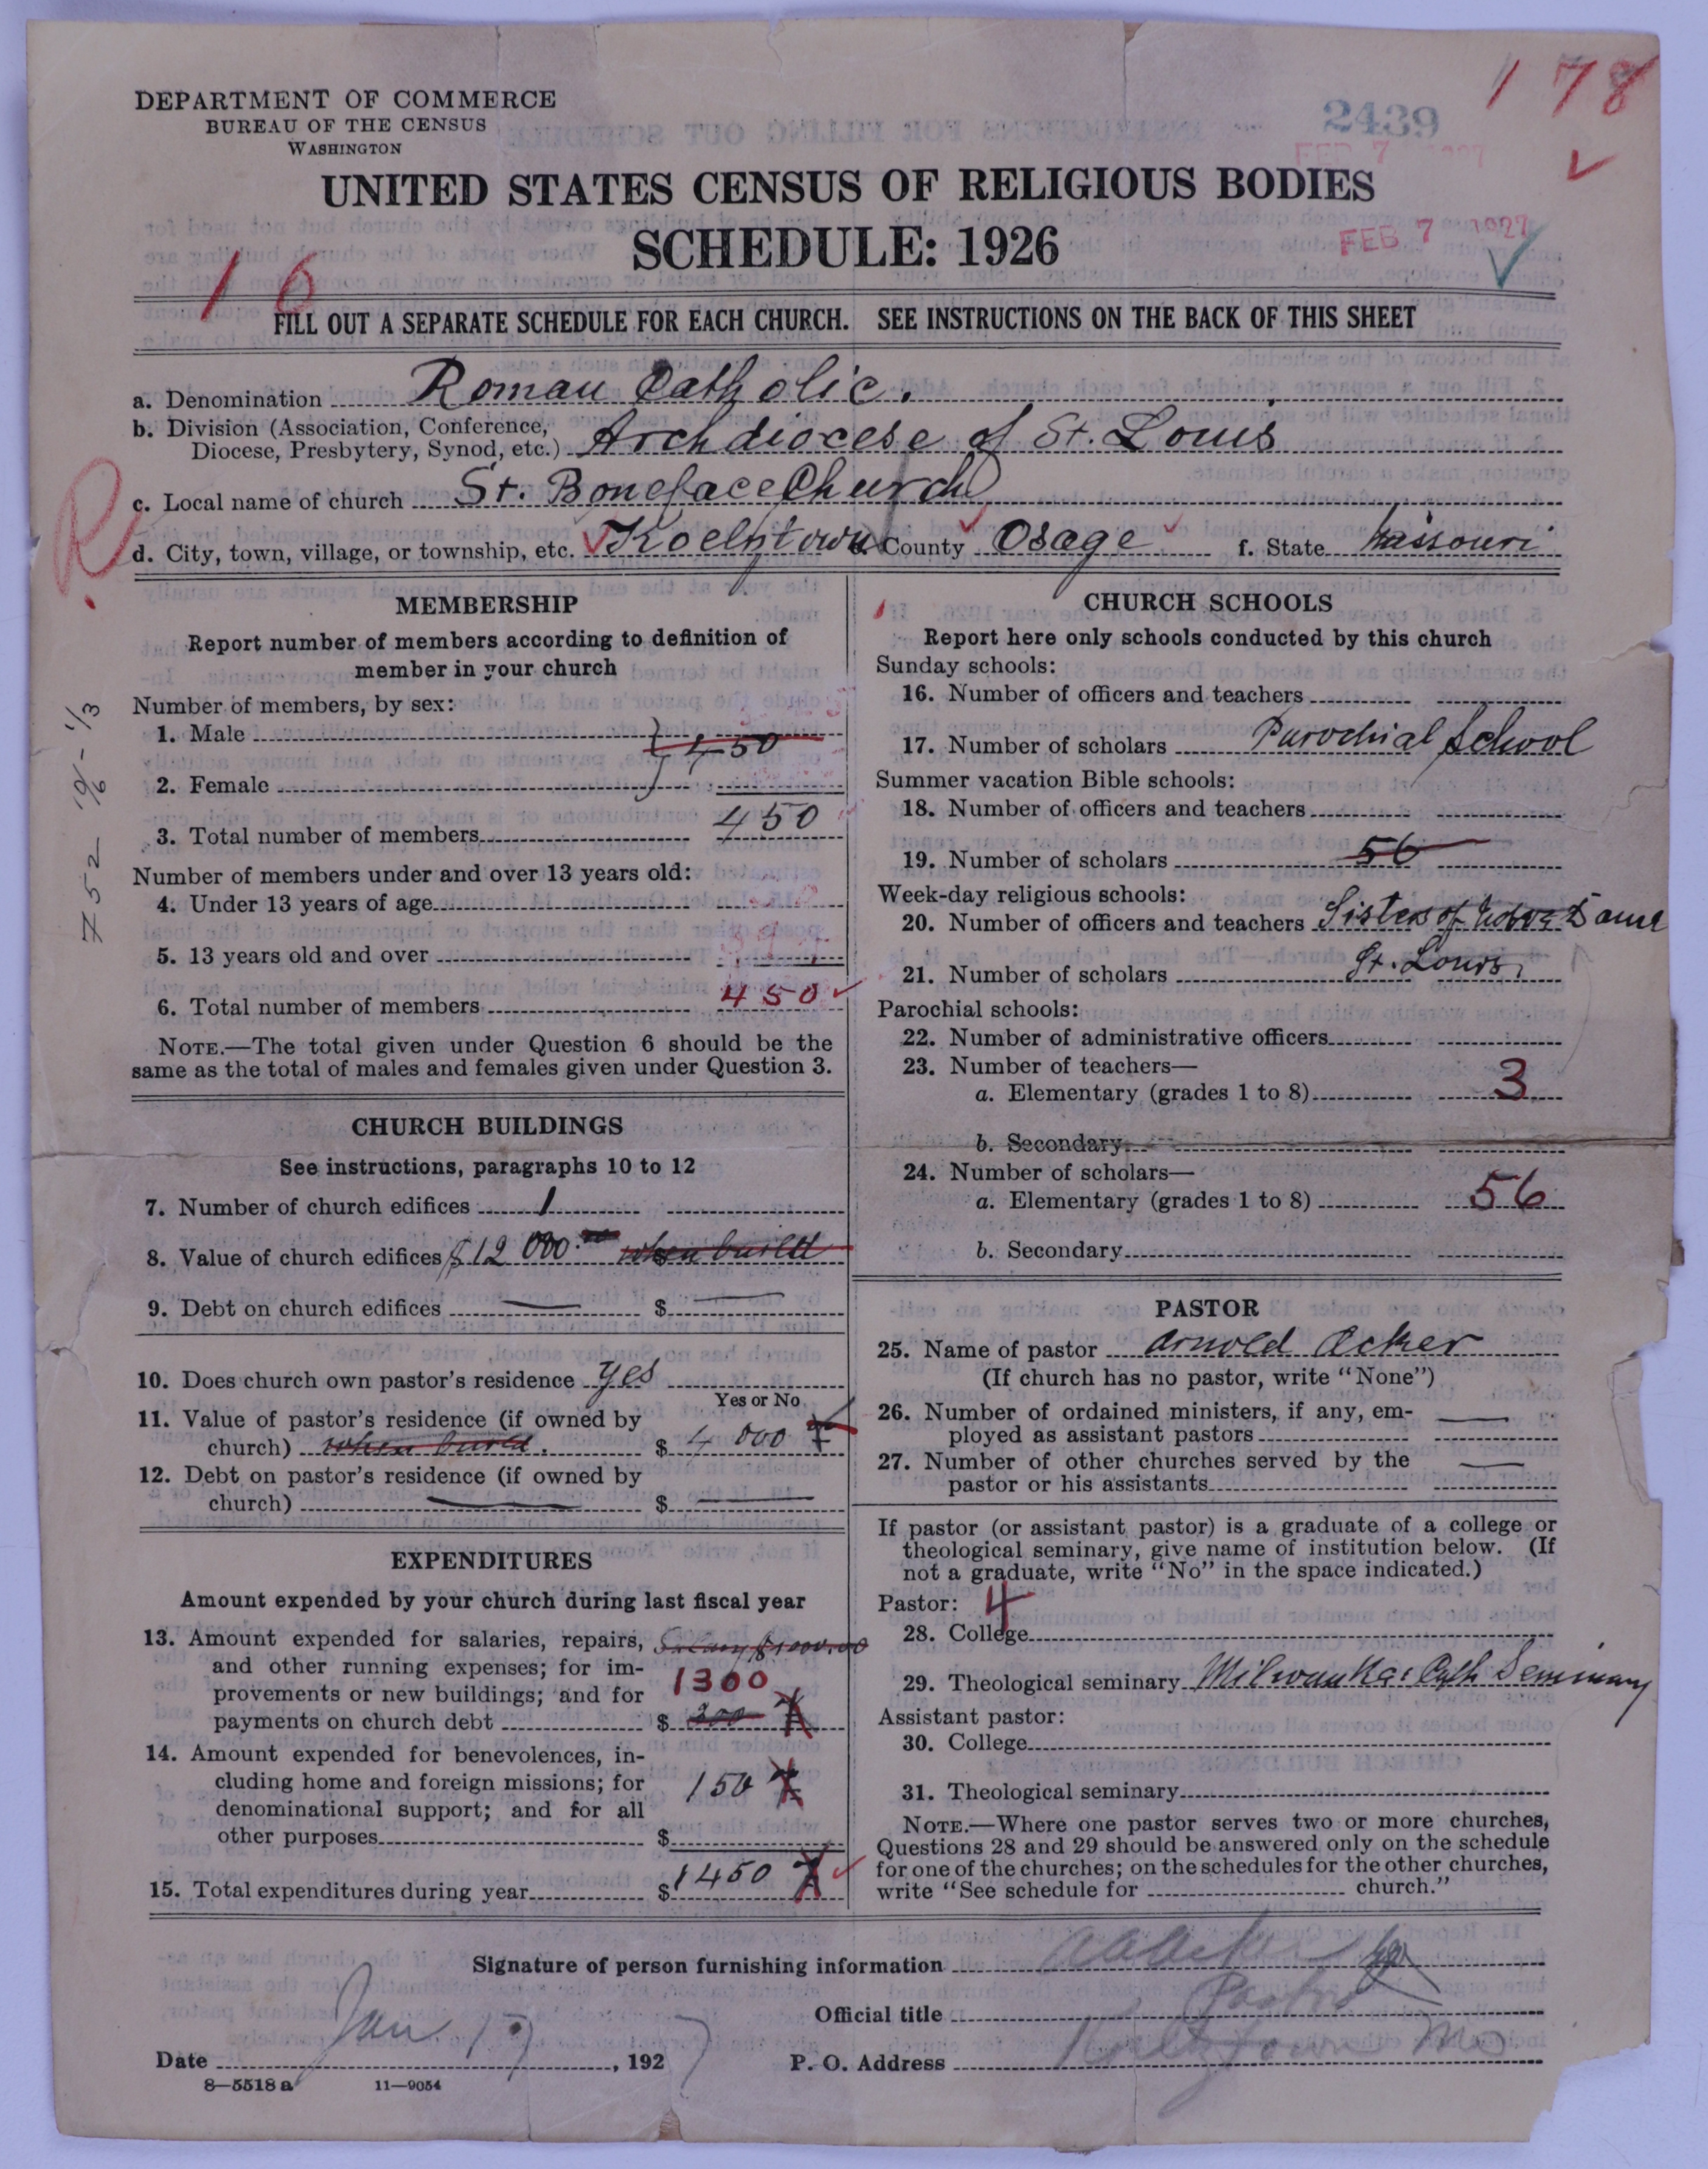 DEPARTMENT OF COMMERCE
BUREAU OF THE CENSUS
WASHINGTON
178
2439
FEB 7 1927
UNITED STATES CENSUS OF RELIGIOUS BODIES
SCHEDULE: 1926
FEB 7 1927
16
FILL OUT A SEPARATE SCHEDULE FOR EACH CHURCH. SEE INSTRUCTIONS ON THE BACK OF THIS SHEET
a. Denomination Roman Catholic.
b. Division (Association, Conference, Diocese, Presbytery, Synod, etc.) Archdiocese of St. Louis
c. Local name of church St. Boneface Church
d. City, town, village, or township, etc. Koeltztown County Osage f. State Missouri
R
MEMBERSHIP
Report number of members according to definition of
member in your church
Number of members, by sex:
1. Male
450
2. Female
3. Total number of members 450
Number of members under and over 13 years old:
4. Under 13 years of age
5. 13 years old and over
6. Total number of members 450
NOTE.—The total given under Question 6 should be the
same as the total of males and females given under Question 3.
752
CHURCH BUILDINGS
See instructions, paragraphs 10 to 12
7. Number of church edifices 1
8. Value of church edifices $12 000 when build
9. Debt on church edifices — $ —
10. Does church own pastor's residence yes
Yes or No
11. Value of pastor's residence (if owned by
church) when build. $ 4 000
12. Debt on pastor's residence (if owned by
church) — $ —
EXPENDITURES
Amount expended by your church during last fiscal year
13. Amount expended for salaries, repairs, Salary $1000.00
and other running expenses; for im-
provements or new buildings; and for 1300
payments on church debt $ 300
14. Amount expended for benevolences, in-
cluding home and foreign missions; for 150
denominational support; and for all
other purposes $
15. Total expenditures during year $ 1450
CHURCH SCHOOLS
Report here only schools conducted by this church
Sunday schools:
16. Number of officers and teachers
17. Number of scholars Parochial School
Summer vacation Bible schools:
18. Number of officers and teachers
19. Number of scholars 56
Week-day religious schools:
20. Number of officers and teachers Sisters of Notre Dame
21. Number of scholars St. Louis
Parochial schools:
22. Number of administrative officers
23. Number of teachers—
a. Elementary (grades 1 to 8) 3
b. Secondary
24. Number of scholars—
a. Elementary (grades 1 to 8) 56
b. Secondary
PASTOR
25. Name of pastor Arnold Acker
(If church has no pastor, write "None")
26. Number of ordained ministers, if any, em-
ployed as assistant pastors —
27. Number of other churches served by the
pastor or his assistants —
If pastor (or assistant pastor) is a graduate of a college or
theological seminary, give name of institution below. (If
not a graduate, write "No" in the space indicated.)
Pastor: 4
28. College
29. Theological seminary Milwaukee Cath Seminary
Assistant pastor:
30. College
31. Theological seminary
NOTE.—Where one pastor serves two or more churches,
Questions 28 and 29 should be answered only on the schedule
for one of the churches; on the schedules for the other churches,
write "See schedule for church."
Signature of person furnishing information
Official title Pastor
Date Jan. 17, 1927
P. O. Address Koeltztown Mo
8—5518 a 11—9054